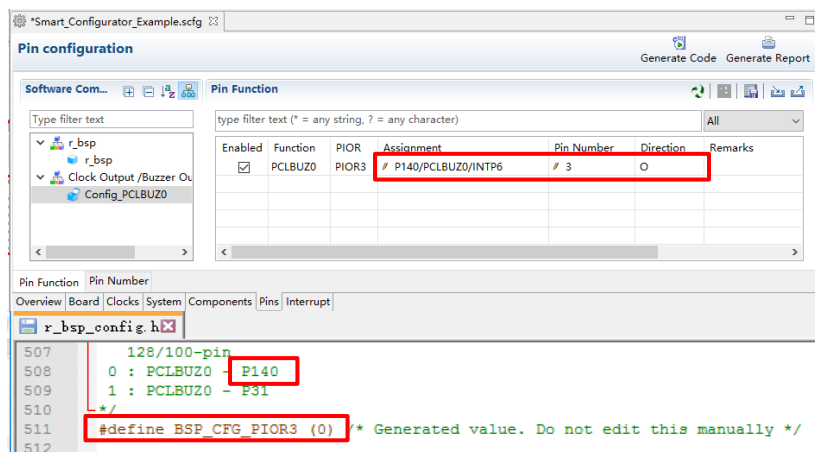 *Smart_Configurator_Example.scfg
Pin configuration
Generate Code Generate Report
Software Com...
Pin Function
Type filter text
type filter text (* = any string, ? = any character)
All
r_bsp
r_bsp
Clock Output /Buzzer Ou
Config_PCLBUZ0
Enabled Function PIOR Assignment Pin Number Direction Remarks
PCLBUZ0 PIOR3 P140/PCLBUZ0/INTP6 3 O
Pin Function Pin Number
Overview Board Clocks System Components Pins Interrupt
r_bsp_config.h
507 128/100-pin
508 0 : PCLBUZ0 - P140
509 1 : PCLBUZ0 - P31
510 */
511 #define BSP_CFG_PIOR3 (0) /* Generated value. Do not edit this manually */
512